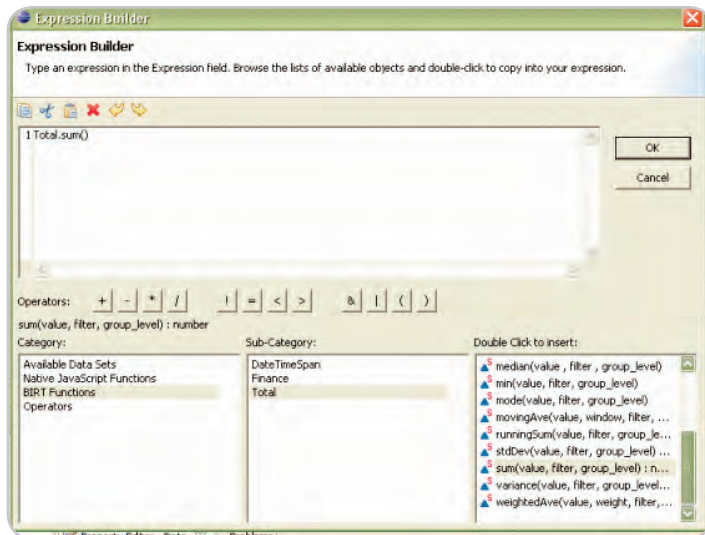 Expression Builder
Expression Builder
Type an expression in the Expression field. Browse the lists of available objects and double-click to copy into your expression.
1 Total.sum()
OK
Cancel
Operators: + - * / ! = < > & | ( )
sum(value, filter, group_level) : number
Category:
Available Data Sets
Native JavaScript Functions
BIRT Functions
Operators
Sub-Category:
DateTimeSpan
Finance
Total
Double Click to insert:
median(value , filter , group_level)
min(value, filter, group_level)
mode(value, filter, group_level)
movingAve(value, window, filter, ...
runningSum(value, filter, group_le...
stdDev(value, filter, group_level) ...
sum(value, filter, group_level) : n...
variance(value, filter, group_level...
weightedAve(value, weight, filter,...